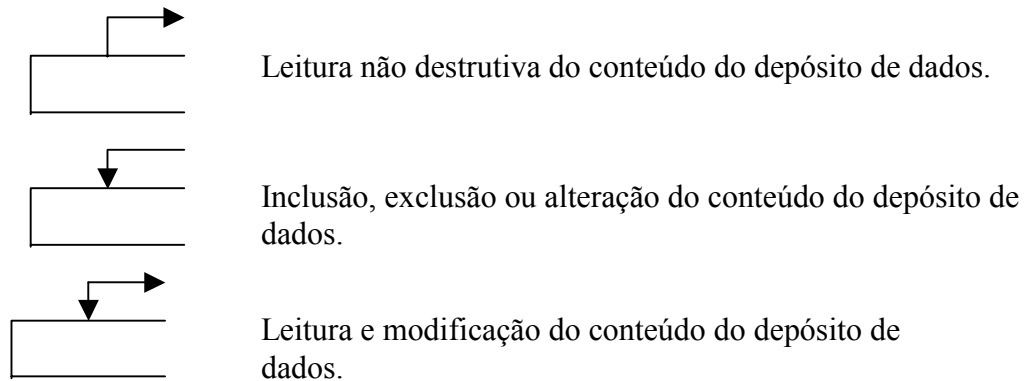 Leitura não destrutiva do conteúdo do depósito de dados.
Inclusão, exclusão ou alteração do conteúdo do depósito de
dados.
Leitura e modificação do conteúdo do depósito de
dados.